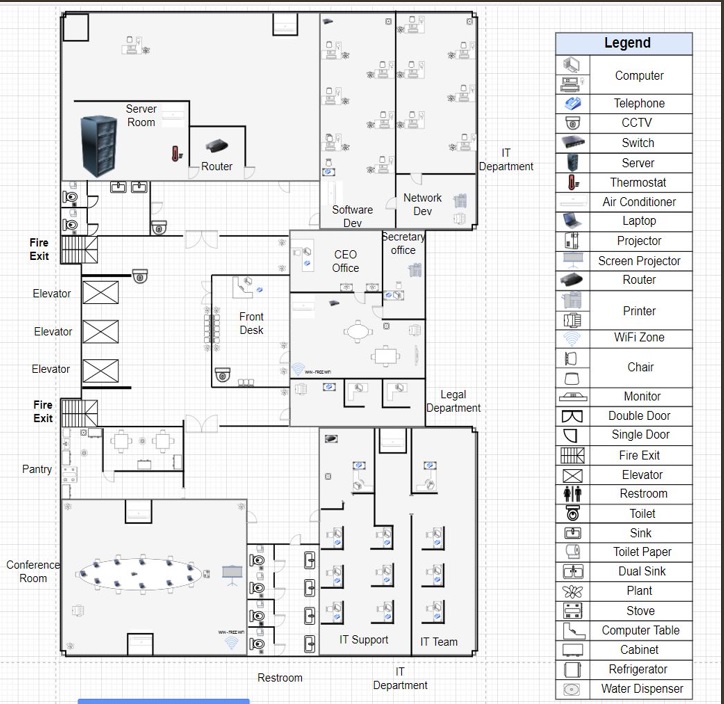 Server
Room
Router
Software
Dev
Network
Dev
IT
Department
Fire
Exit
Elevator
Elevator
Elevator
Fire
Exit
CEO
Office
Secretary
office
Front
Desk
WIN-FREE WIFI
Legal
Department
Pantry
Conference
Room
WIN-FREE WIFI
IT Support
IT Team
Restroom
IT
Department
Legend
Computer
Telephone
CCTV
Switch
Server
Thermostat
Air Conditioner
Laptop
Projector
Screen Projector
Router
Printer
WiFi Zone
Chair
Monitor
Double Door
Single Door
Fire Exit
Elevator
Restroom
Toilet
Sink
Toilet Paper
Dual Sink
Plant
Stove
Computer Table
Cabinet
Refrigerator
Water Dispenser